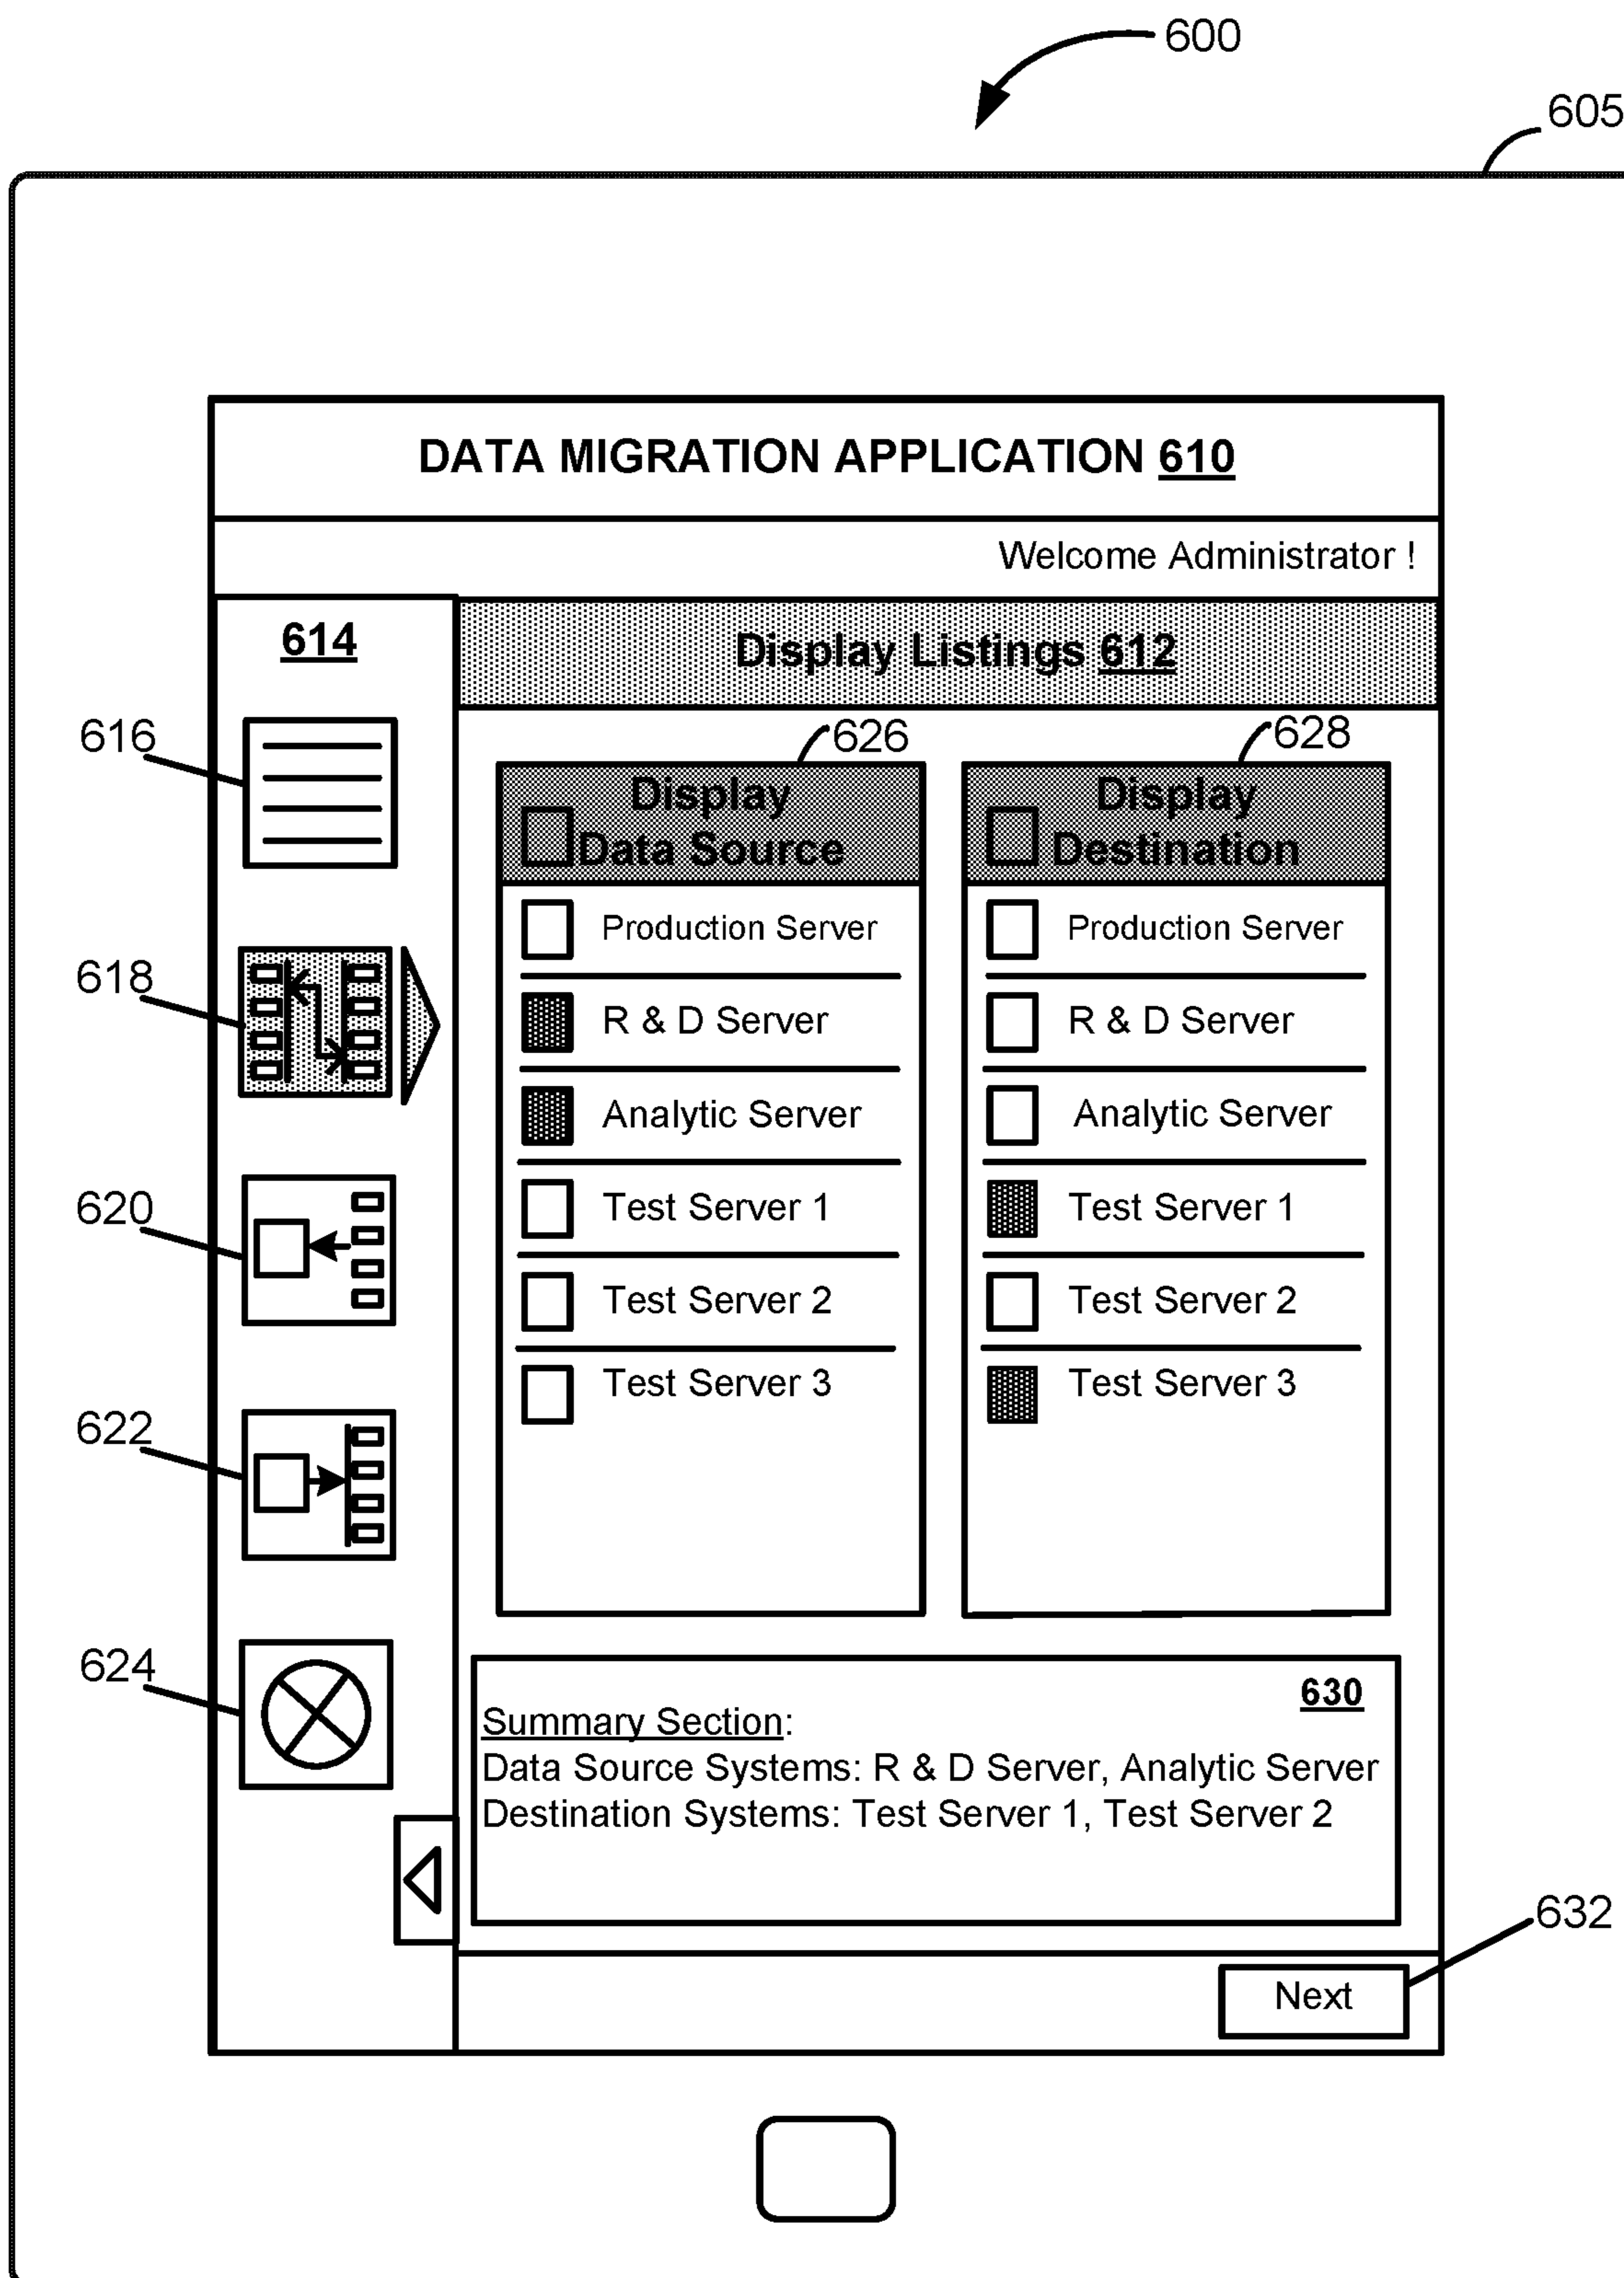 600
605
DATA MIGRATION APPLICATION 610
Welcome Administrator !
614
Display Listings 612
616
626
628
Display
Data Source
Display
Destination
Production Server
Production Server
618
R & D Server
R & D Server
Analytic Server
Analytic Server
620
Test Server 1
Test Server 1
Test Server 2
Test Server 2
Test Server 3
Test Server 3
622
624
630
Summary Section:
Data Source Systems: R & D Server, Analytic Server
Destination Systems: Test Server 1, Test Server 2
632
Next